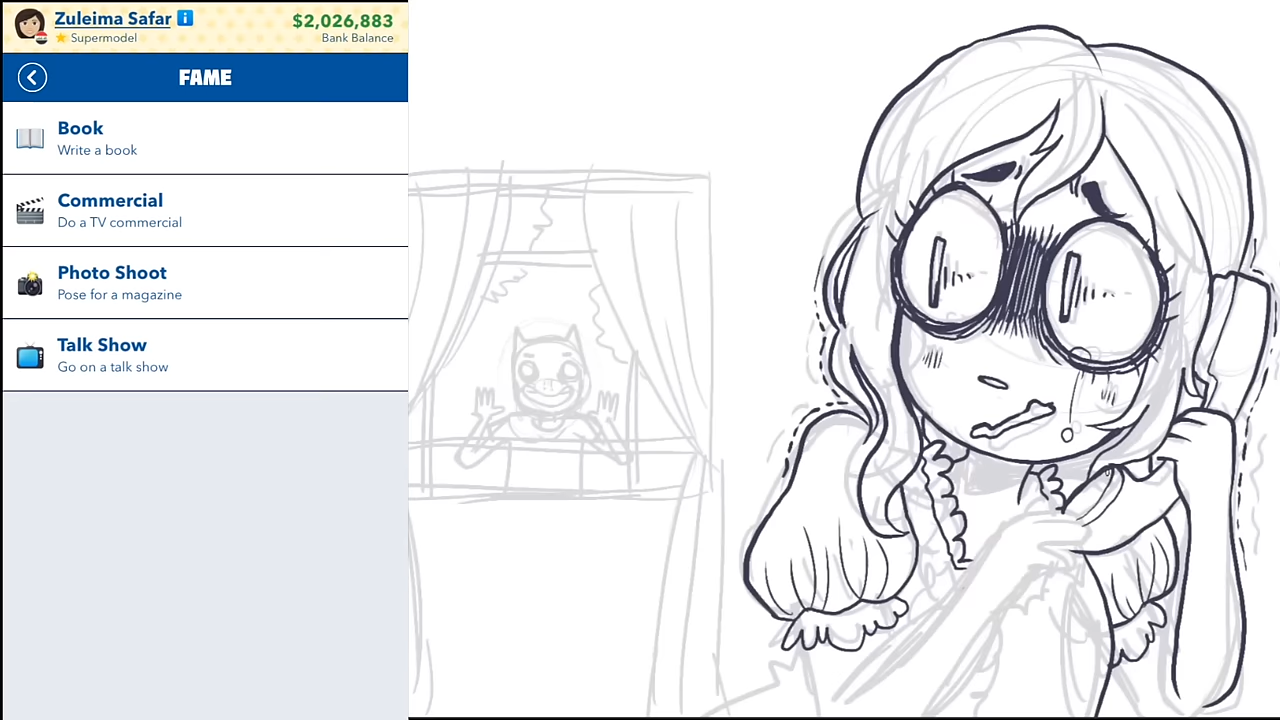 Zuleima Safar
$2,026,883
Supermodel
Bank Balance
FAME
Book
Write a book
Commercial
Do a TV commercial
Photo Shoot
Pose for a magazine
Talk Show
Go on a talk show